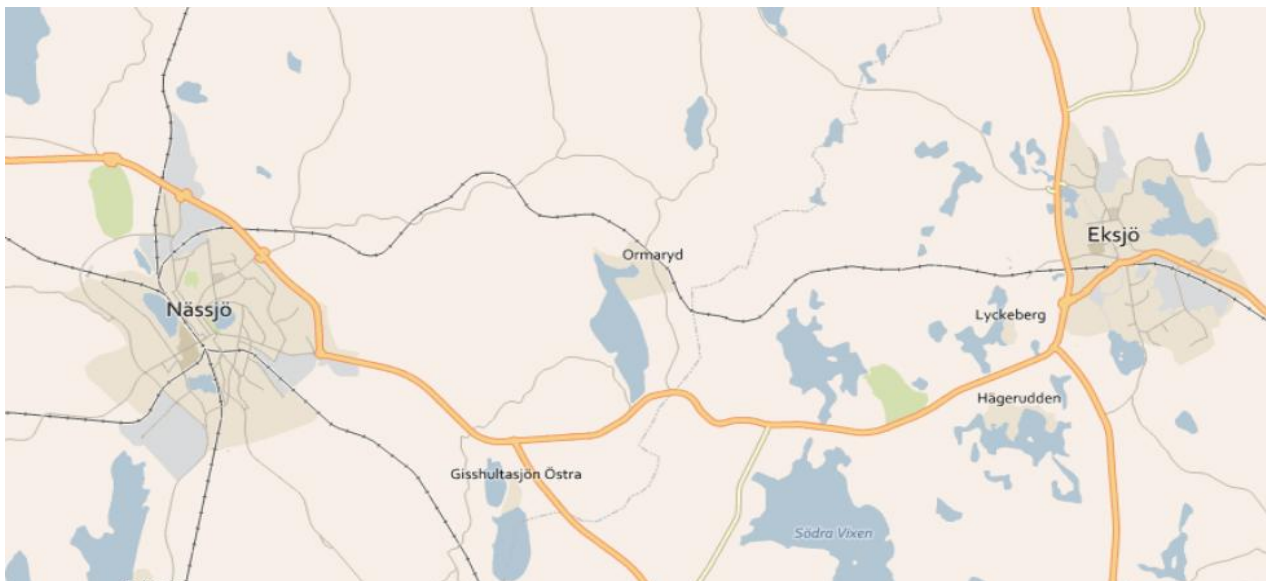 Eksjö
Ormaryd
Nässjö
Lyckeberg
Hägerudden
Gisshultasjön Östra
Södra Vixen